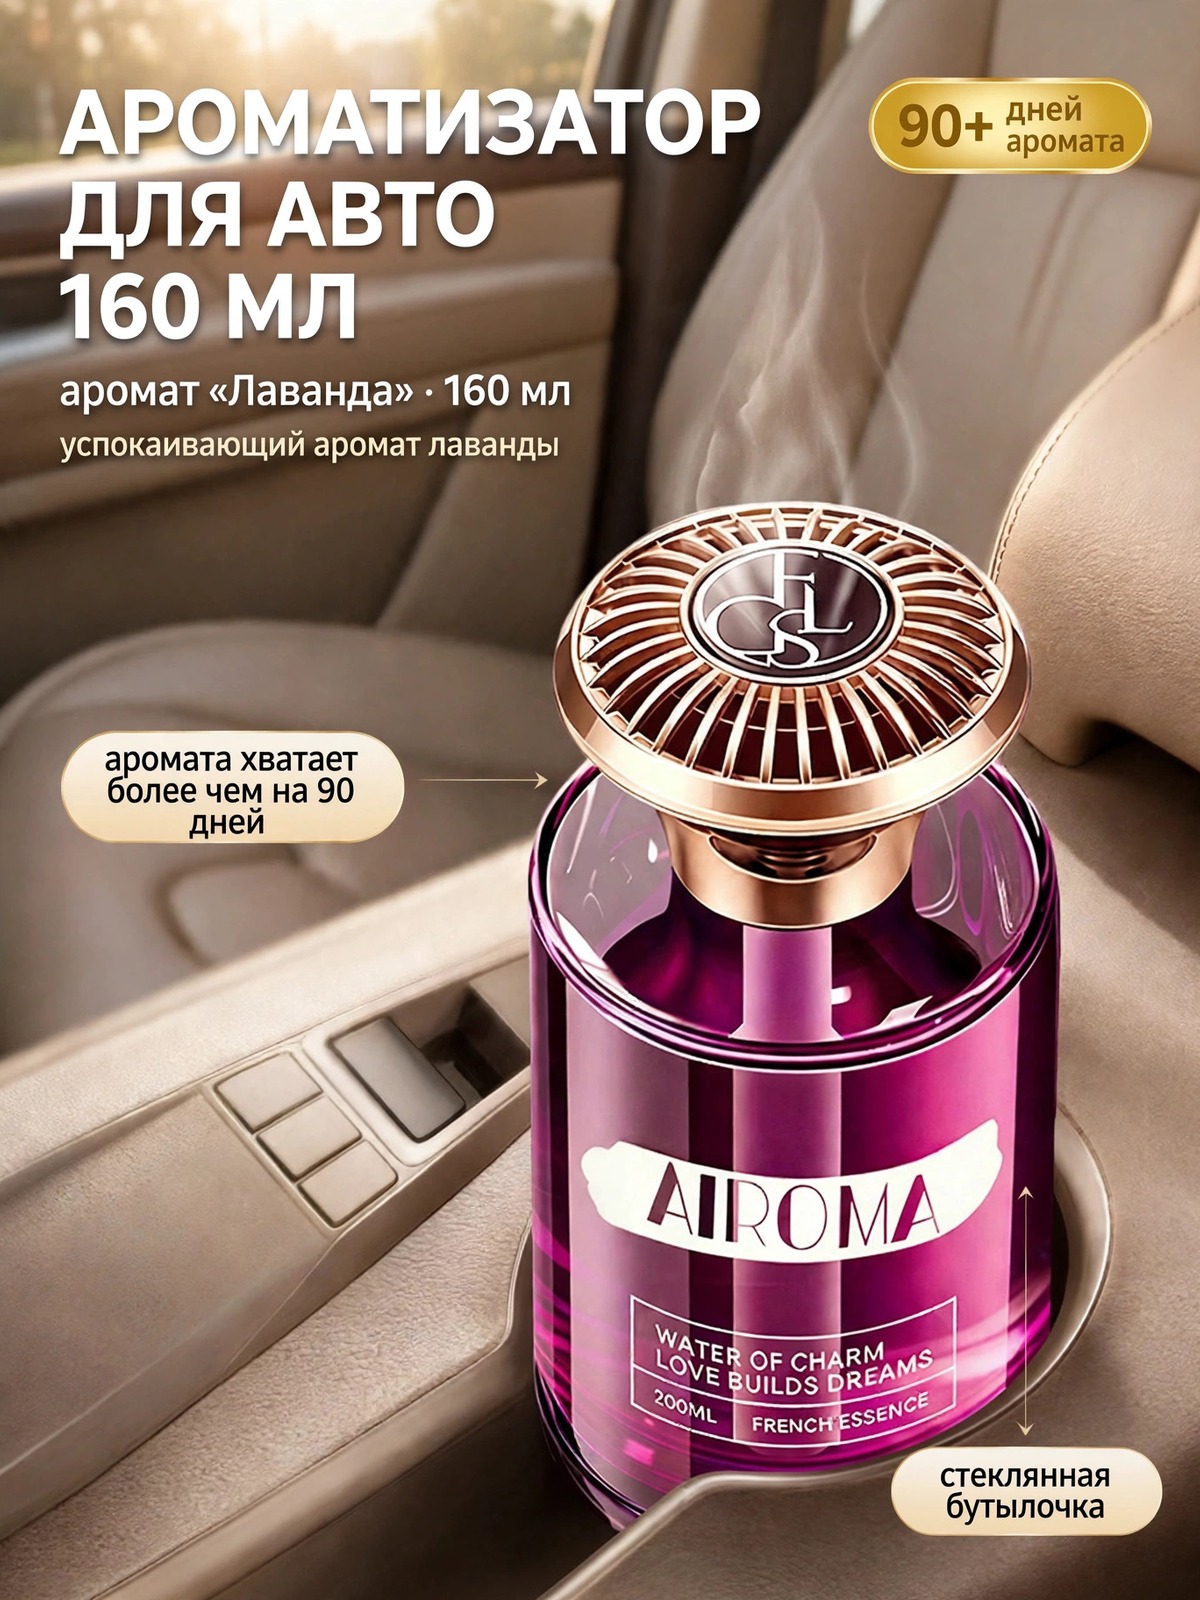 АРОМАТИЗАТОР
ДЛЯ АВТО
160 МЛ
аромат «Лаванда» · 160 мл
успокаивающий аромат лаванды
90+ дней
аромата
аромата хватает
более чем на 90
дней
AIROMA
WATER OF CHARM
LOVE BUILDS DREAMS
200ML FRENCH ESSENCE
стеклянная
бутылочка